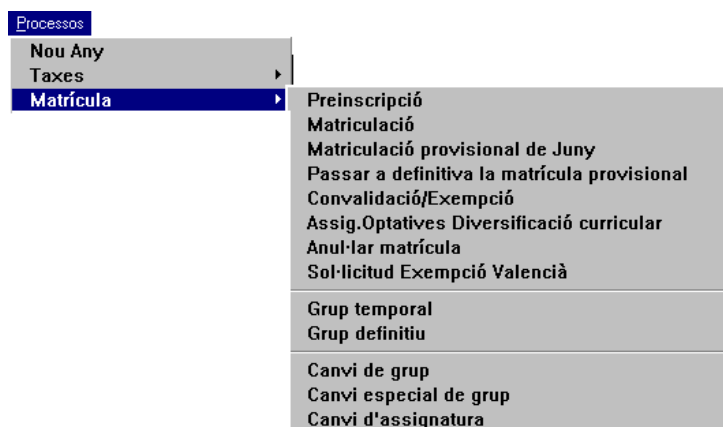 Processos
Nou Any
Taxes
Matrícula
Preinscripció
Matriculació
Matriculació provisional de Juny
Passar a definitiva la matrícula provisional
Convalidació/Exempció
Assig.Optatives Diversificació curricular
Anul·lar matrícula
Sol·licitud Exempció Valencià
Grup temporal
Grup definitiu
Canvi de grup
Canvi especial de grup
Canvi d'assignatura